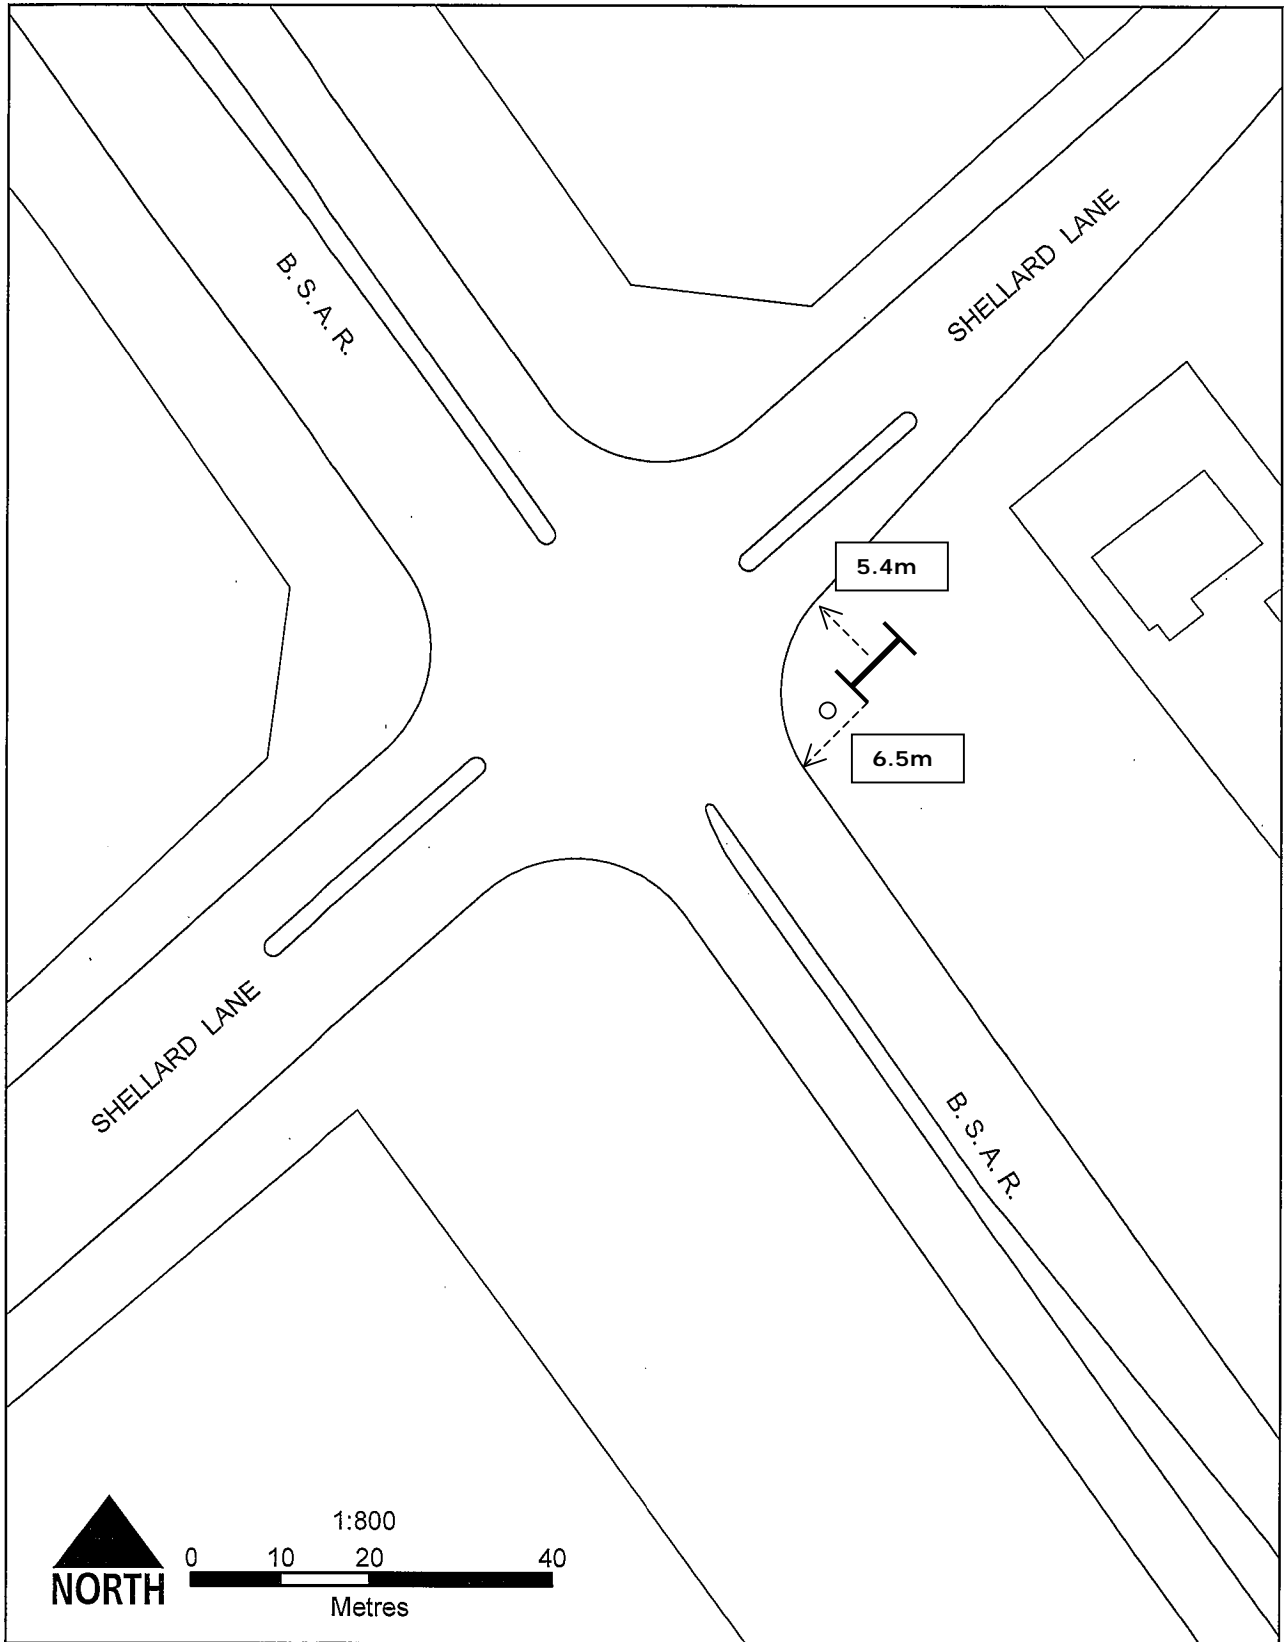 SHELLARD LANE
B. S. A. R.
5.4m
6.5m
SHELLARD LANE
B. S. A. R.
1:800
0 10 20 40
NORTH
Metres